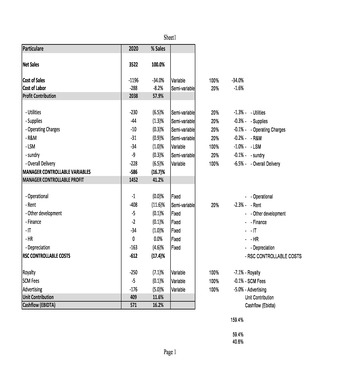 Sheet1
Particulare 2020 % Sales
Net Sales 3522 100.0%
Cost of Sales -1196 -34.0% Variable 100% -34.0%
Cost of Labor -288 -8.2% Semi-variable 20% -1.6%
Profit Contribution 2038 57.9%
- Utilities -230 (6.5)% Semi-variable 20% -1.3% - Utilities
- Supplies -44 (1.3)% Semi-variable 20% -0.3% - - Supplies
- Operating Charges -10 (0.3)% Semi-variable 20% -0.1% - - Operating Charges
- R&M -31 (0.9)% Semi-variable 20% -0.2% - - R&M
- LSM -34 (1.0)% Variable 100% -1.0% - - LSM
- sundry -9 (0.3)% Semi-variable 20% -0.1% - - sundry
- Overall Delivery -228 (6.5)% Variable 100% -6.5% - - Overall Delivery
MANAGER CONTROLLABLE VARIABLES -586 (16.7)%
MANAGER CONTROLLABLE PROFIT 1452 41.2%
- Operational -1 (0.0)% Fixed - - Operational
- Rent -408 (11.6)% Semi-variable 20% -2.3% - - Rent
- Other development -5 (0.1)% Fixed - - Other development
- Finance -2 (0.1)% Fixed - - Finance
- IT -34 (1.0)% Fixed - - IT
- HR 0 0.0% Fixed - - HR
- Depreciation -163 (4.6)% Fixed - - Depreciation
RSC CONTROLLABLE COSTS -612 (17.4)% - RSC CONTROLLABLE COSTS
Royalty -250 (7.1)% Variable 100% -7.1% - Royalty
SCM Fees -5 (0.1)% Variable 100% -0.1% - SCM Fees
Advertising -176 (5.0)% Variable 100% -5.0% - Advertising
Unit Contribution 409 11.6% Unit Contribution
Cashflow (EBIDTA) 571 16.2% Cashflow (Ebidta)
159.4%
59.4%
40.6%
Page 1